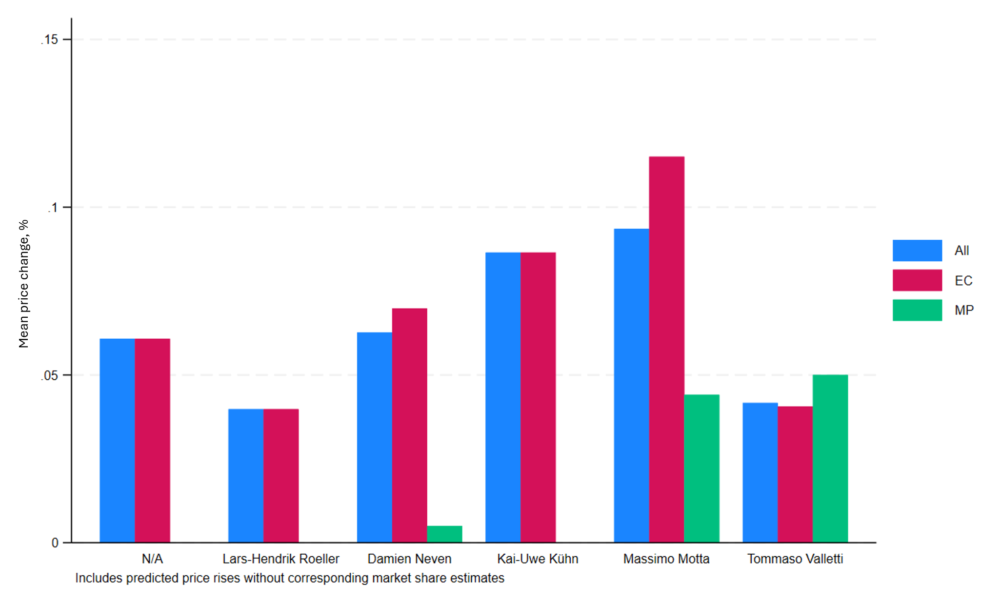 Mean price change, %
.15
.1
.05
0
N/A
Lars-Hendrik Roeller
Damien Neven
Kai-Uwe Kühn
Massimo Motta
Tommaso Valletti
Includes predicted price rises without corresponding market share estimates
All
EC
MP